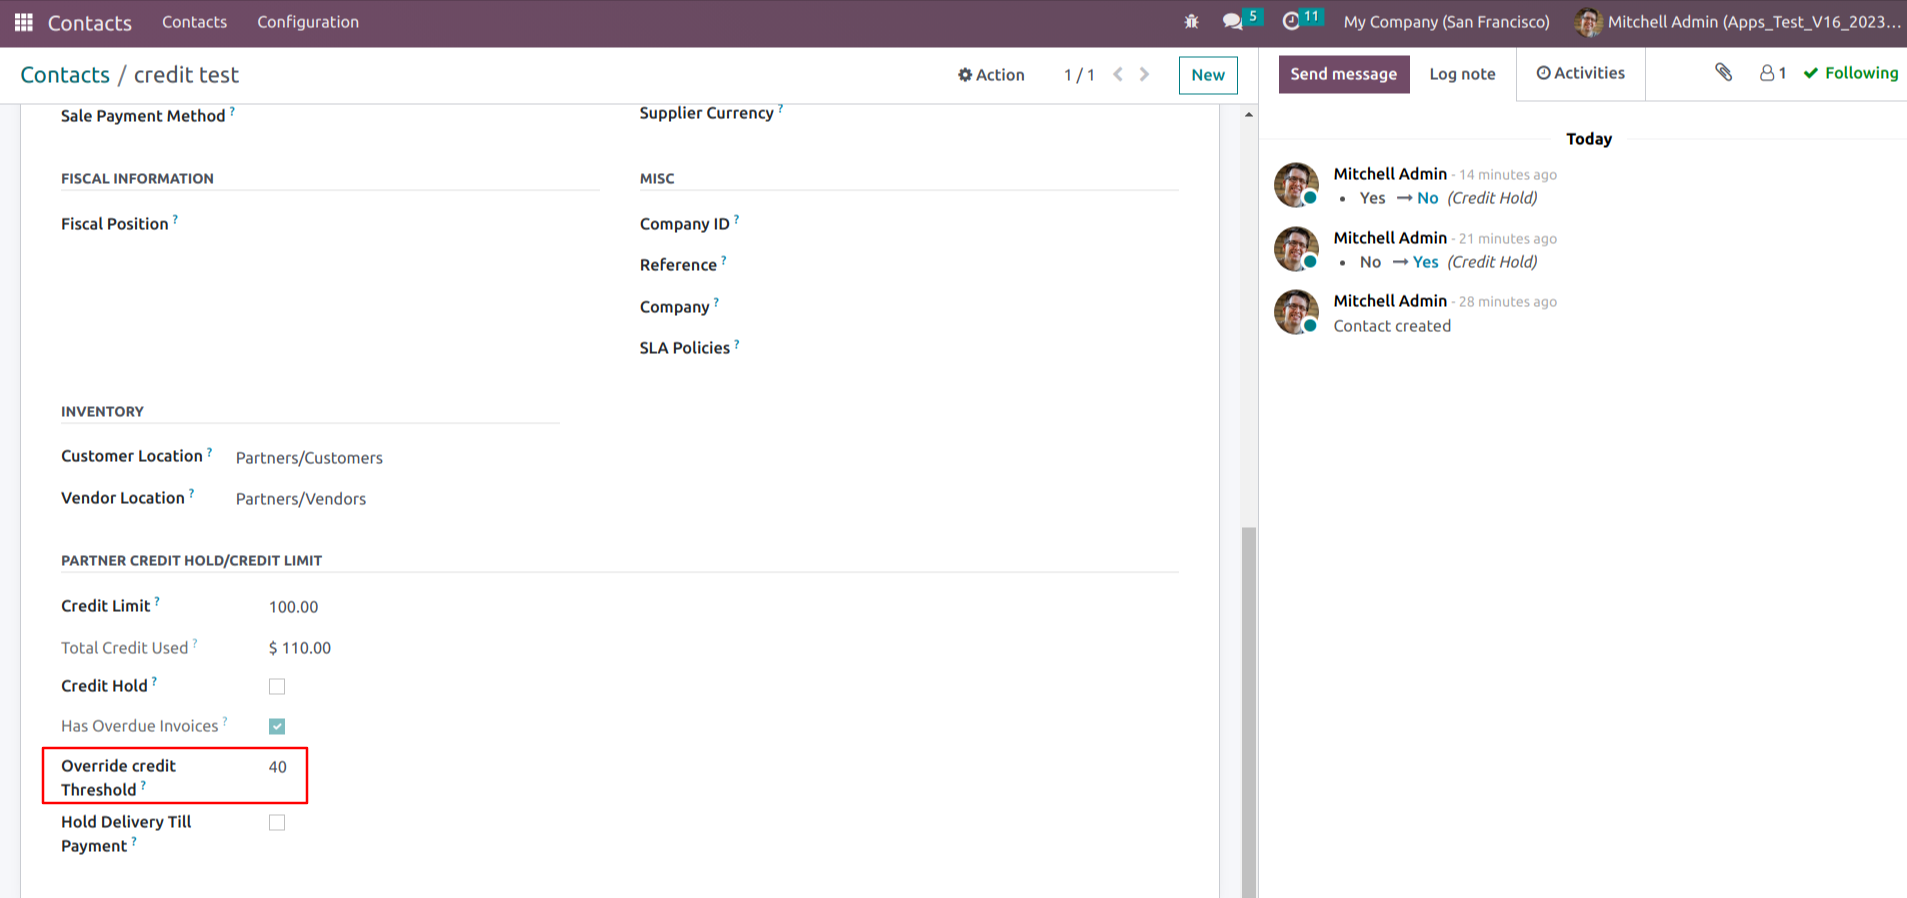 Contacts Contacts Configuration 5 11 My Company (San Francisco) Mitchell Admin (Apps_Test_V16_2023...
Contacts / credit test Action 1 / 1 New
Send message Log note Activities 1 Following
Sale Payment Method ? Supplier Currency ?
FISCAL INFORMATION MISC
Fiscal Position ? Company ID ?
Reference ?
Company ?
SLA Policies ?
INVENTORY
Customer Location ? Partners/Customers
Vendor Location ? Partners/Vendors
PARTNER CREDIT HOLD/CREDIT LIMIT
Credit Limit ? 100.00
Total Credit Used ? $ 110.00
Credit Hold ?
Has Overdue Invoices ?
Override credit 40
Threshold ?
Hold Delivery Till
Payment ?
Today
Mitchell Admin - 14 minutes ago
• Yes → No (Credit Hold)
Mitchell Admin - 21 minutes ago
• No → Yes (Credit Hold)
Mitchell Admin - 28 minutes ago
Contact created